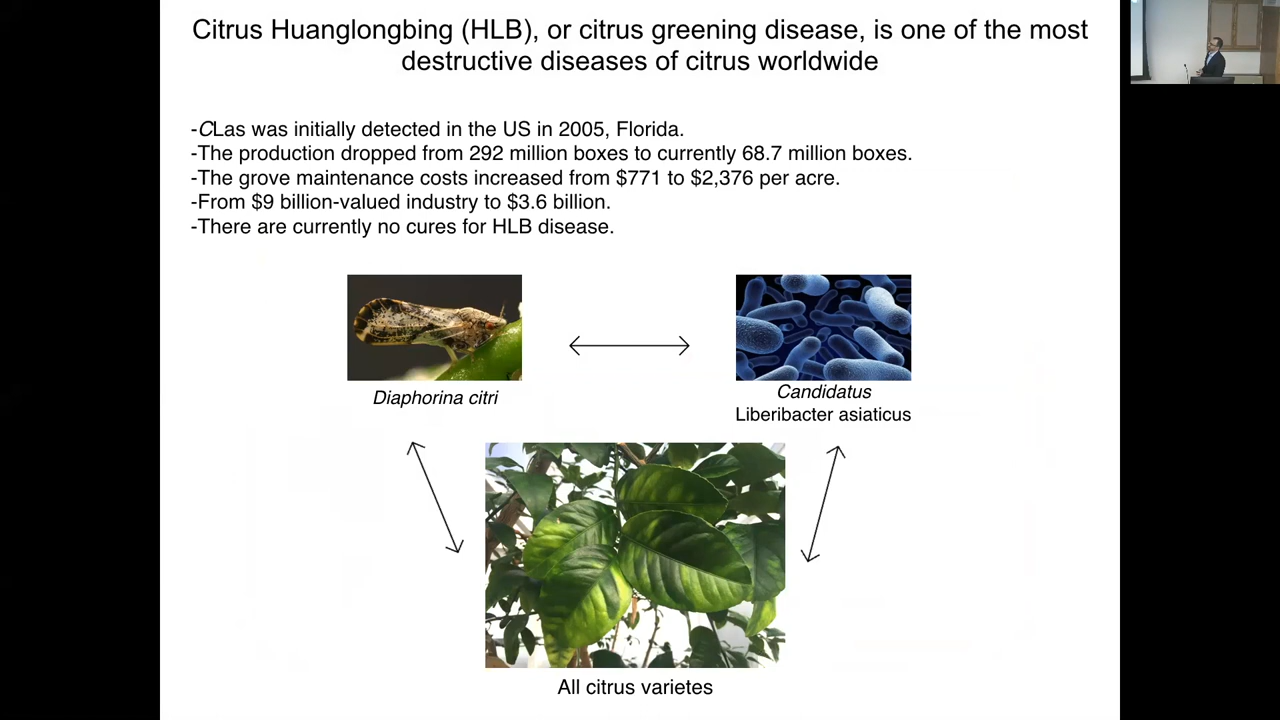 Citrus Huanglongbing (HLB), or citrus greening disease, is one of the most
destructive diseases of citrus worldwide
-CLas was initially detected in the US in 2005, Florida.
-The production dropped from 292 million boxes to currently 68.7 million boxes.
-The grove maintenance costs increased from $771 to $2,376 per acre.
-From $9 billion-valued industry to $3.6 billion.
-There are currently no cures for HLB disease.
Diaphorina citri
Candidatus
Liberibacter asiaticus
All citrus varietes